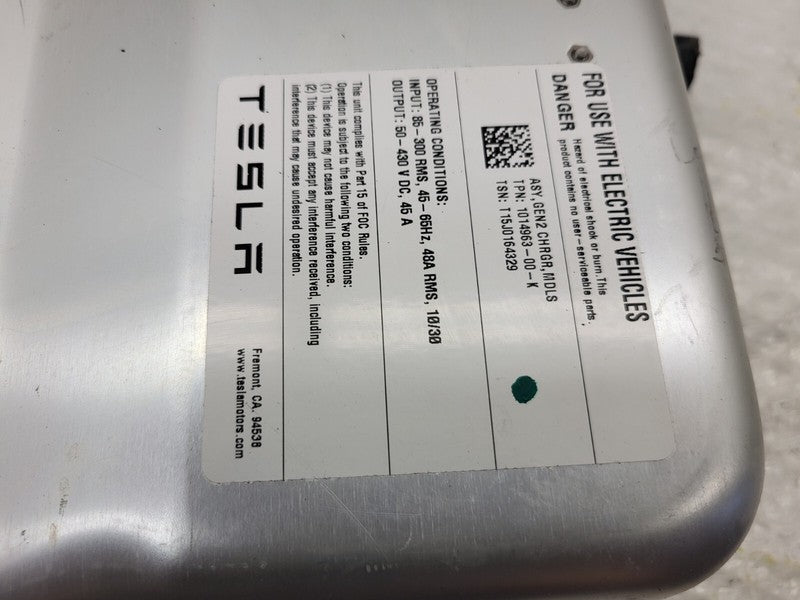 FOR USE WITH ELECTRIC VEHICLES
DANGER Hazard of electrical shock or burn. This
product contains no user-serviceable parts.
ASY, GEN2 CHRGR, MDLS
TPN: 1014963-00-K
TSN: T15J0164329
OPERATING CONDITIONS:
INPUT: 85-300 RMS, 45-65Hz, 48A RMS, 1Ø/3Ø
OUTPUT: 50-430 V DC, 45 A
This unit complies with Part 15 of FCC Rules.
Operation is subject to the following two conditions:
(1) This device may not cause harmful interference.
(2) This device must accept any interference received, including
interference that may cause undesired operation.
TESLA
Fremont, CA. 94538
www.teslamotors.com